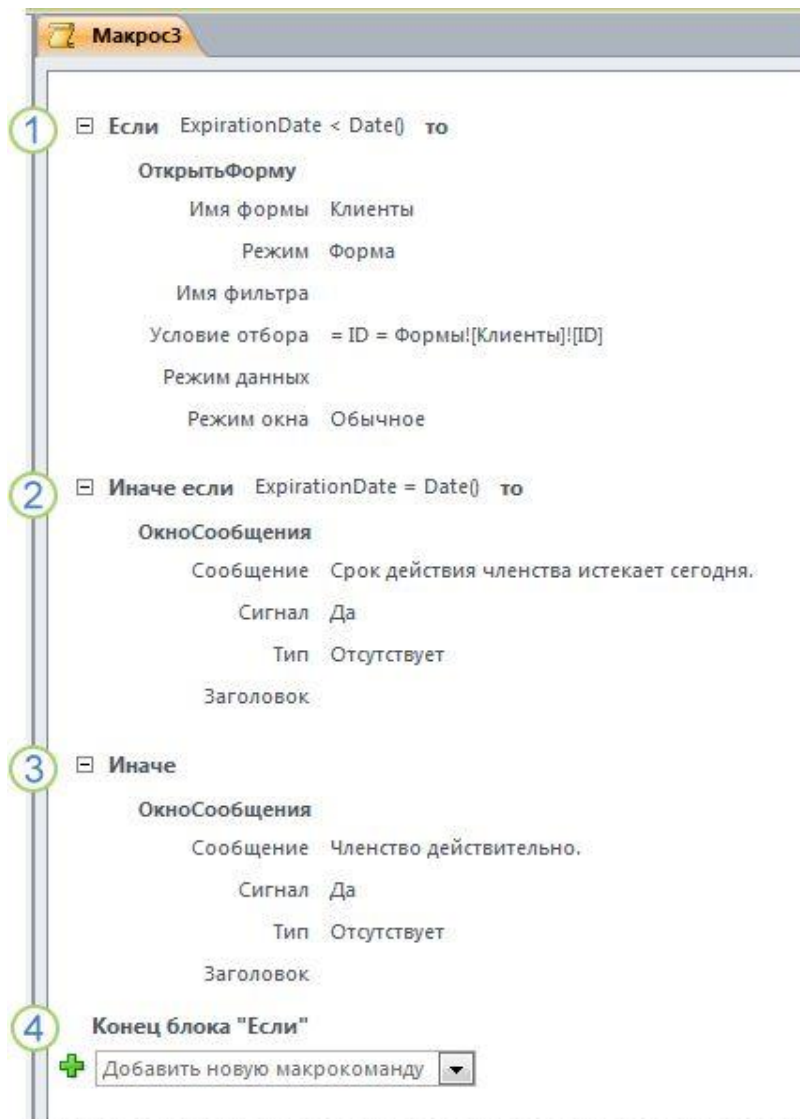 Макрос3
1 Если ExpirationDate < Date() то
ОткрытьФорму
Имя формы Клиенты
Режим Форма
Имя фильтра
Условие отбора = ID = Формы![Клиенты]![ID]
Режим данных
Режим окна Обычное
2 Иначе если ExpirationDate = Date() то
ОкноСообщения
Сообщение Срок действия членства истекает сегодня.
Сигнал Да
Тип Отсутствует
Заголовок
3 Иначе
ОкноСообщения
Сообщение Членство действительно.
Сигнал Да
Тип Отсутствует
Заголовок
4 Конец блока "Если"
Добавить новую макрокоманду